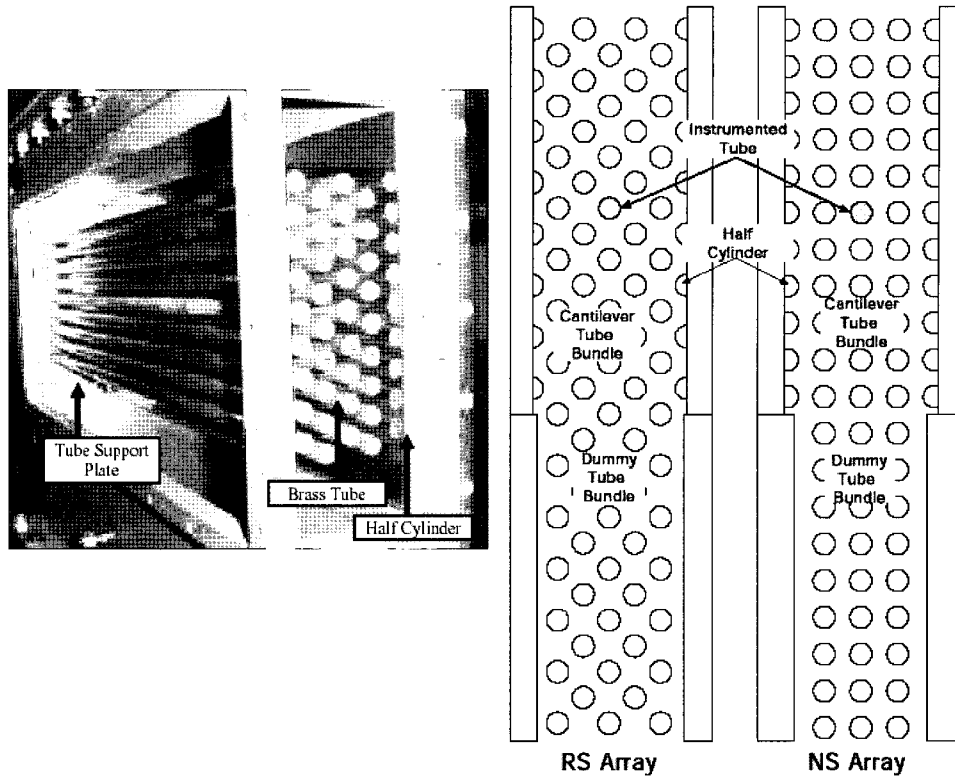 Tube Support
Plate
Brass Tube
Half Cylinder
Instrumented
Tube
Half
Cylinder
Cantilever
Tube
Bundle
Cantilever
Tube
Bundle
Dummy
Tube
Bundle
Dummy
Tube
Bundle
RS Array
NS Array